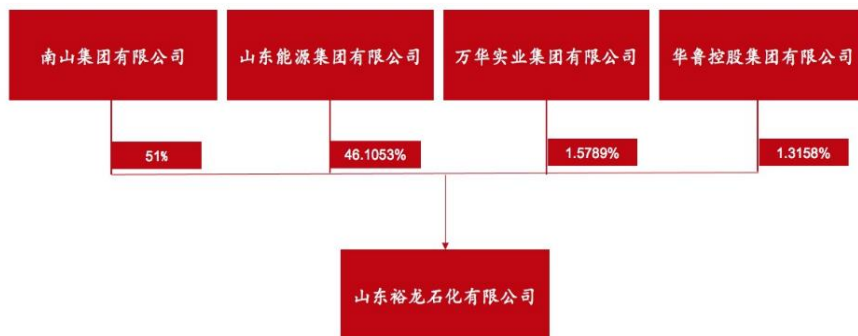 南山集团有限公司
山东能源集团有限公司
万华实业集团有限公司
华鲁控股集团有限公司
51%
46.1053%
1.5789%
1.3158%
山东裕龙石化有限公司